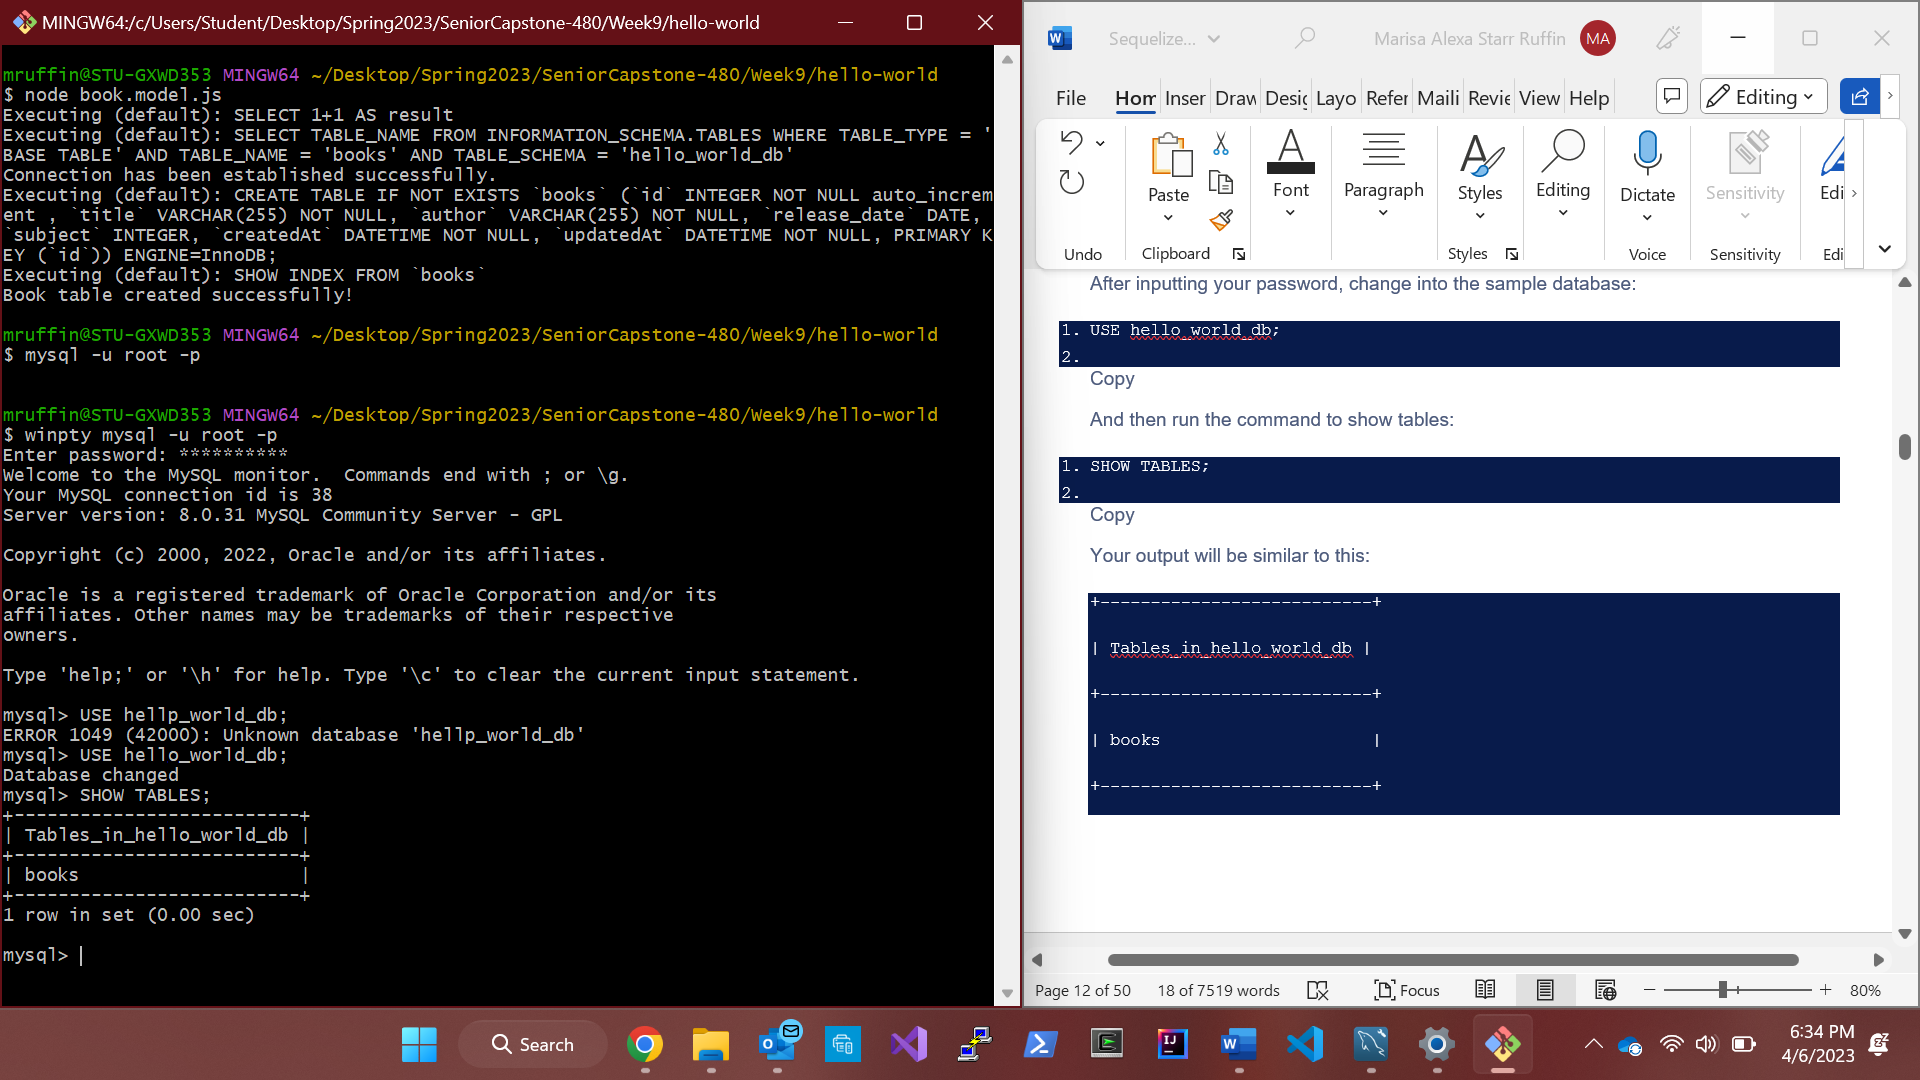 MINGW64:/c/Users/Student/Desktop/Spring2023/SeniorCapstone-480/Week9/hello-world
mruffin@STU-GXWD353 MINGW64 ~/Desktop/Spring2023/SeniorCapstone-480/Week9/hello-world
$ node book.model.js
Executing (default): SELECT 1+1 AS result
Executing (default): SELECT TABLE_NAME FROM INFORMATION_SCHEMA.TABLES WHERE TABLE_TYPE = '
BASE TABLE' AND TABLE_NAME = 'books' AND TABLE_SCHEMA = 'hello_world_db'
Connection has been established successfully.
Executing (default): CREATE TABLE IF NOT EXISTS `books` (`id` INTEGER NOT NULL auto_increm
ent , `title` VARCHAR(255) NOT NULL, `author` VARCHAR(255) NOT NULL, `release_date` DATE,
`subject` INTEGER, `createdAt` DATETIME NOT NULL, `updatedAt` DATETIME NOT NULL, PRIMARY K
EY (`id`)) ENGINE=InnoDB;
Executing (default): SHOW INDEX FROM `books`
Book table created successfully!
mruffin@STU-GXWD353 MINGW64 ~/Desktop/Spring2023/SeniorCapstone-480/Week9/hello-world
$ mysql -u root -p
mruffin@STU-GXWD353 MINGW64 ~/Desktop/Spring2023/SeniorCapstone-480/Week9/hello-world
$ winpty mysql -u root -p
Enter password: **********
Welcome to the MySQL monitor.  Commands end with ; or \g.
Your MySQL connection id is 38
Server version: 8.0.31 MySQL Community Server - GPL
Copyright (c) 2000, 2022, Oracle and/or its affiliates.
Oracle is a registered trademark of Oracle Corporation and/or its
affiliates. Other names may be trademarks of their respective
owners.
Type 'help;' or '\h' for help. Type '\c' to clear the current input statement.
mysql> USE hellp_world_db;
ERROR 1049 (42000): Unknown database 'hellp_world_db'
mysql> USE hello_world_db;
Database changed
mysql> SHOW TABLES;
+--------------------------+
| Tables_in_hello_world_db |
+--------------------------+
| books                    |
+--------------------------+
1 row in set (0.00 sec)
mysql>
Sequelize... Marisa Alexa Starr Ruffin MA
File Hom Inser Draw Desig Layo Refer Maili Revie View Help Editing
Paste Font Paragraph Styles Editing Dictate Sensitivity Edi
Undo Clipboard Styles Voice Sensitivity Edi
After inputting your password, change into the sample database:
1. USE hello_world_db;
2.
Copy
And then run the command to show tables:
1. SHOW TABLES;
2.
Copy
Your output will be similar to this:
+---------------------------+
| Tables_in_hello_world_db |
+---------------------------+
| books                     |
+---------------------------+
Page 12 of 50 18 of 7519 words Focus 80%
Search
6:34 PM
4/6/2023